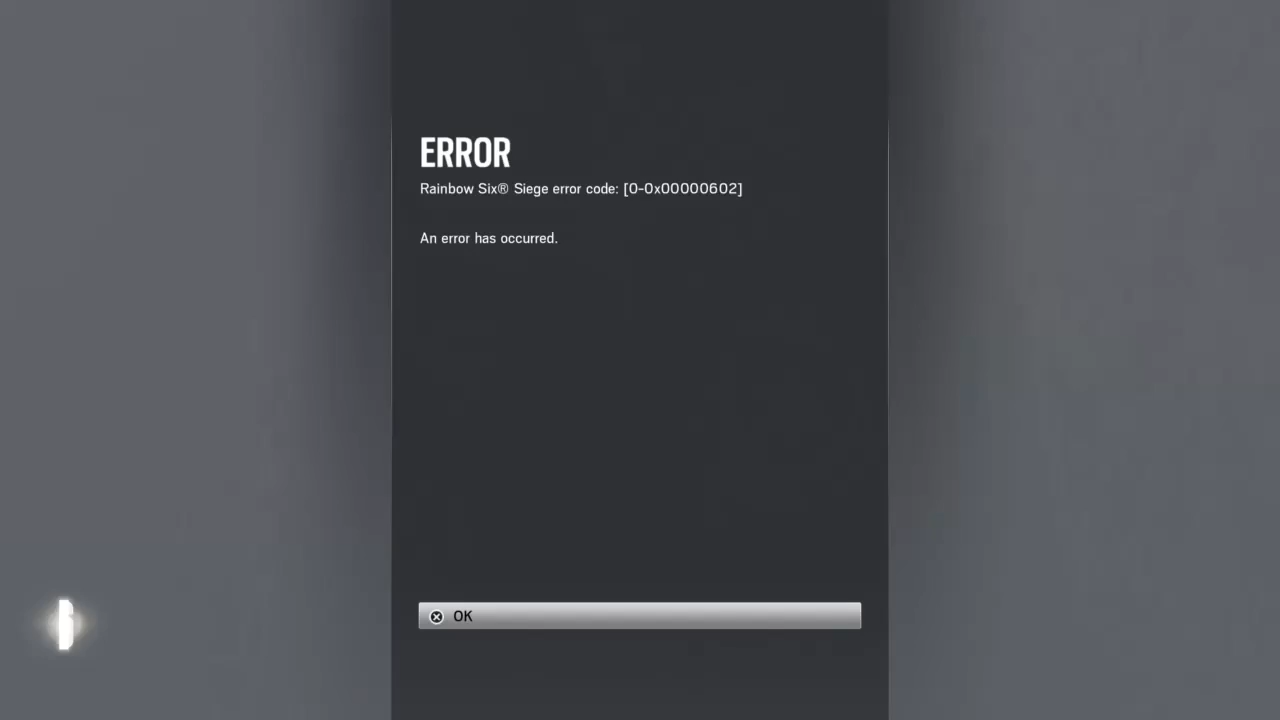 ERROR
Rainbow Six® Siege error code: [0-0x00000602]
An error has occurred.
OK